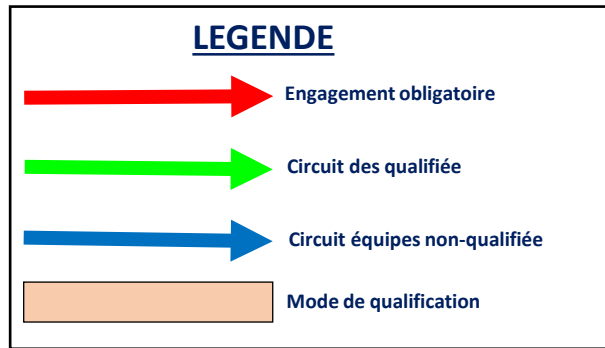 LEGENDE
Engagement obligatoire
Circuit des qualifiée
Circuit équipes non-qualifiée
Mode de qualification